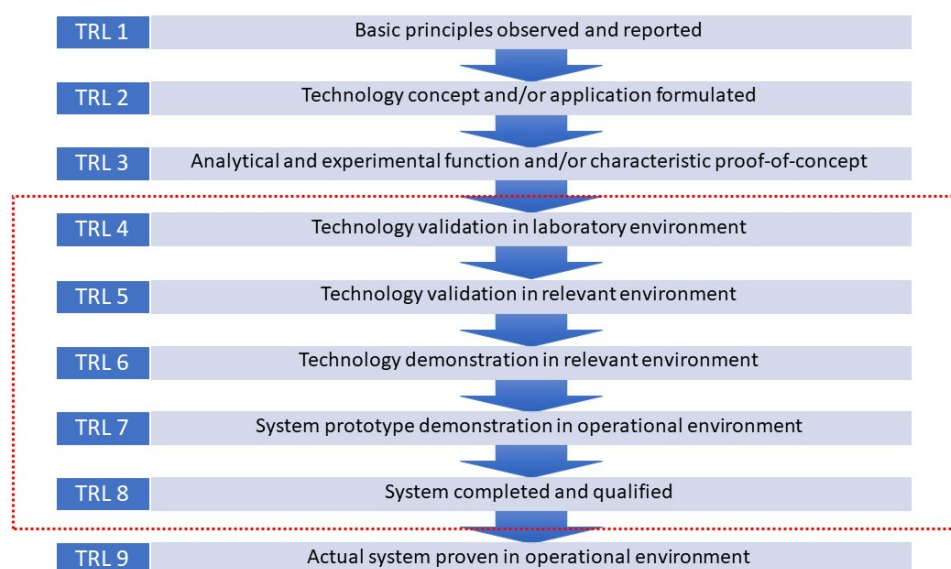 TRL 1 Basic principles observed and reported
TRL 2 Technology concept and/or application formulated
TRL 3 Analytical and experimental function and/or characteristic proof-of-concept
TRL 4 Technology validation in laboratory environment
TRL 5 Technology validation in relevant environment
TRL 6 Technology demonstration in relevant environment
TRL 7 System prototype demonstration in operational environment
TRL 8 System completed and qualified
TRL 9 Actual system proven in operational environment